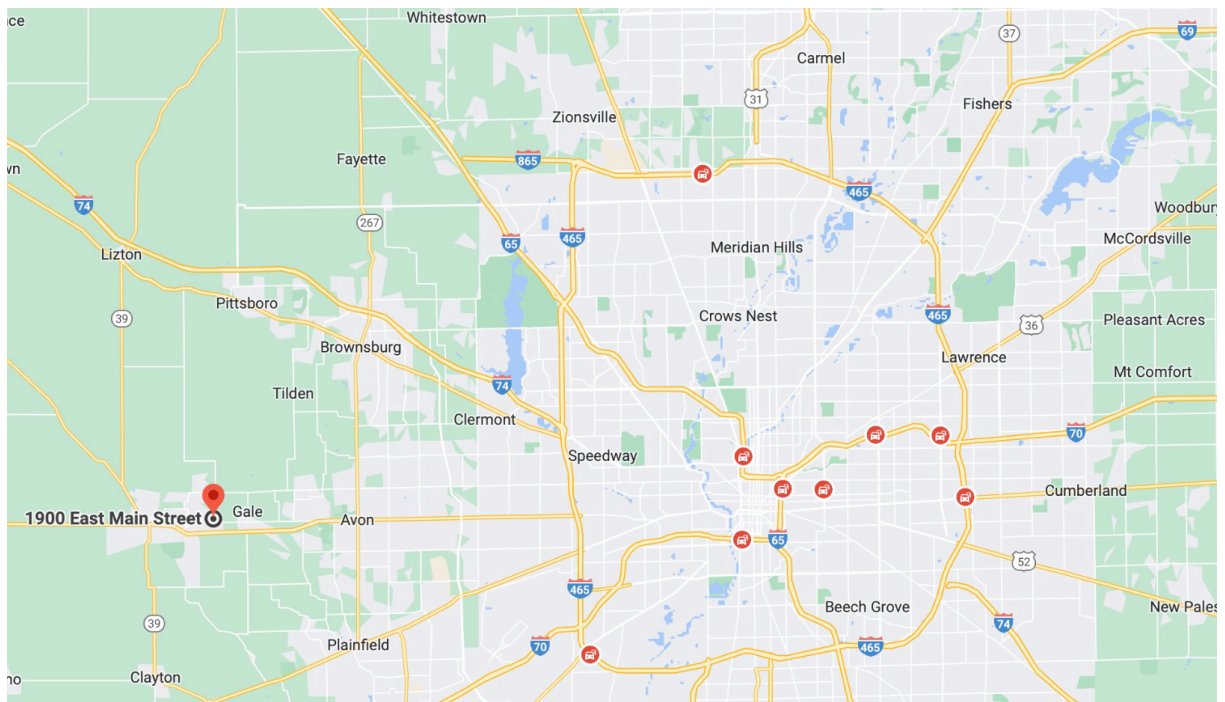 ce
Whitestown
37
69
Carmel
31
Fishers
Zionsville
Fayette
865
wn
465
74
267
Woodbury
65
465
Meridian Hills
McCordsville
Lizton
Pittsboro
39
Crows Nest
465
36
Pleasant Acres
Brownsburg
Lawrence
Mt Comfort
74
Tilden
Clermont
70
Speedway
Cumberland
1900 East Main Street
Gale
Avon
65
52
465
Beech Grove
New Pales
39
74
Plainfield
70
465
Clayton
no